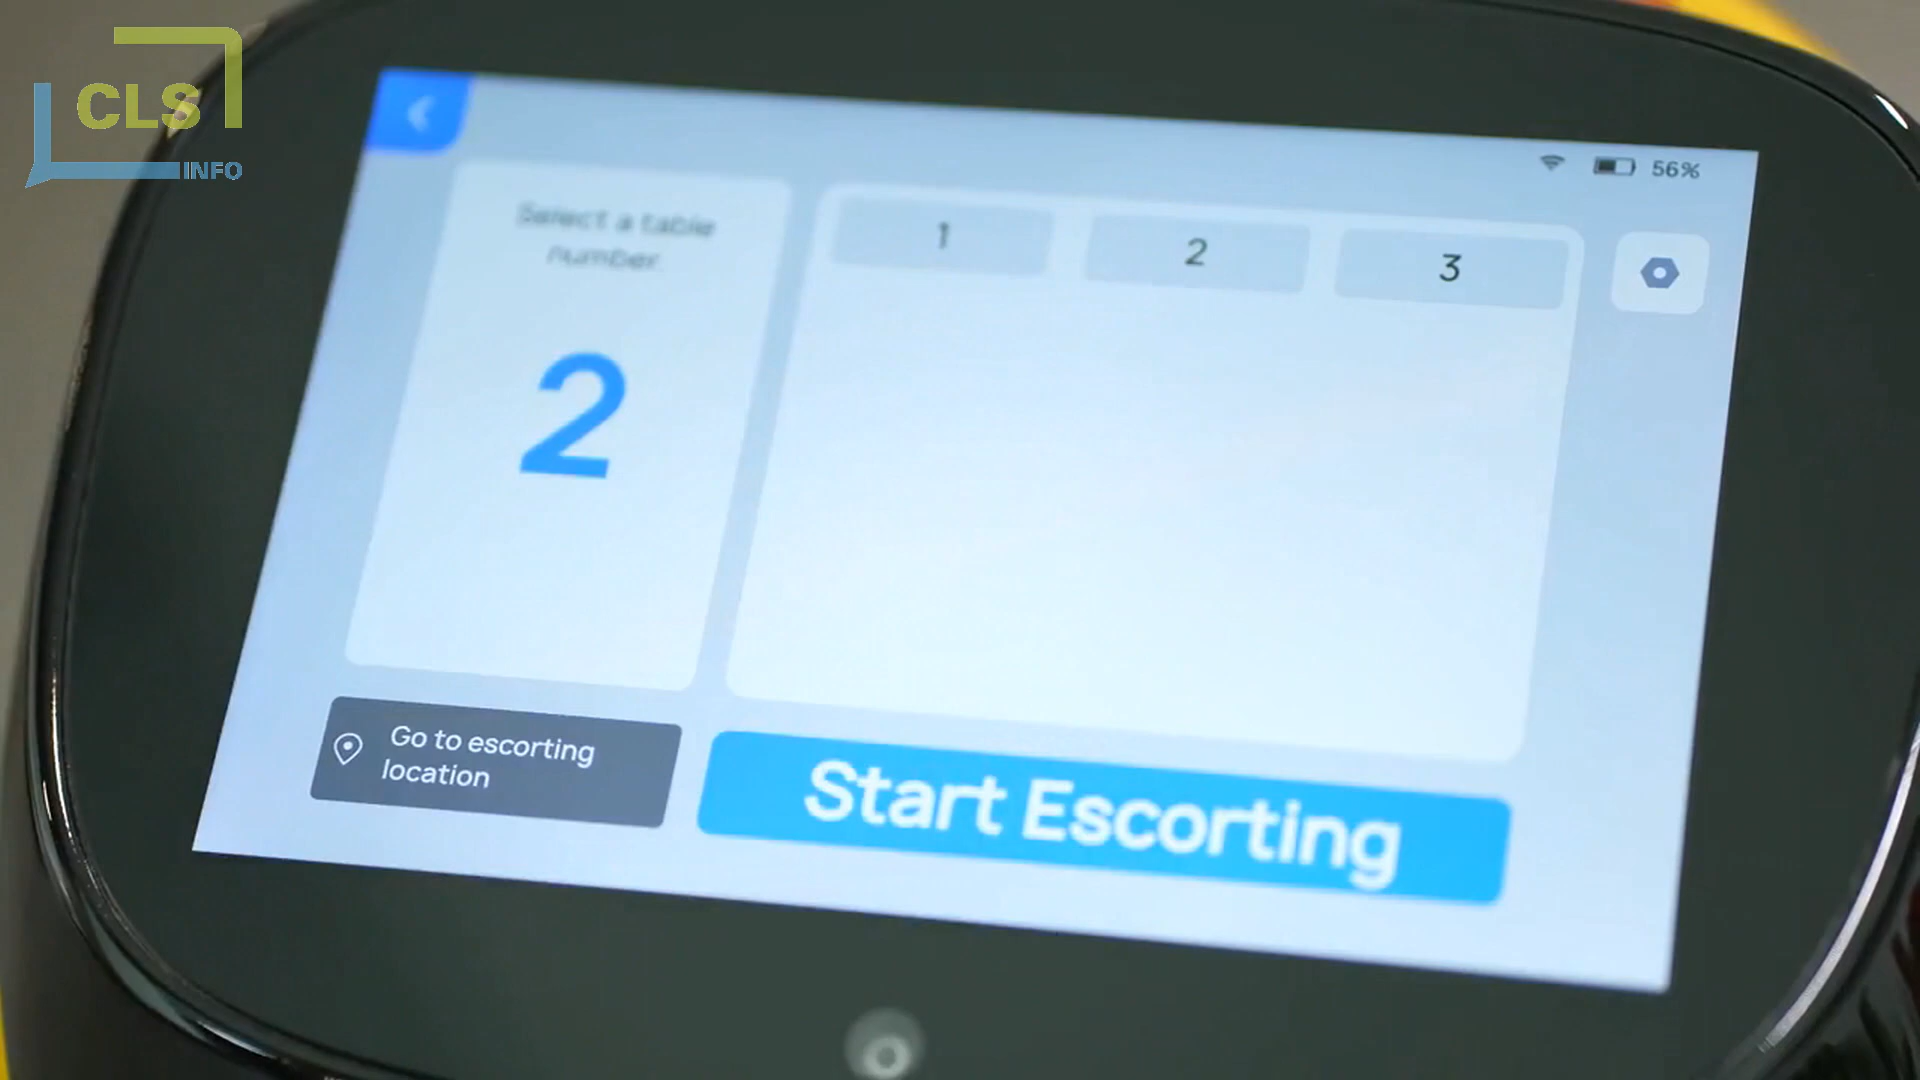 CLS
INFO
56%
Select a table
number.
2
1
2
3
Go to escorting
location
Start Escorting